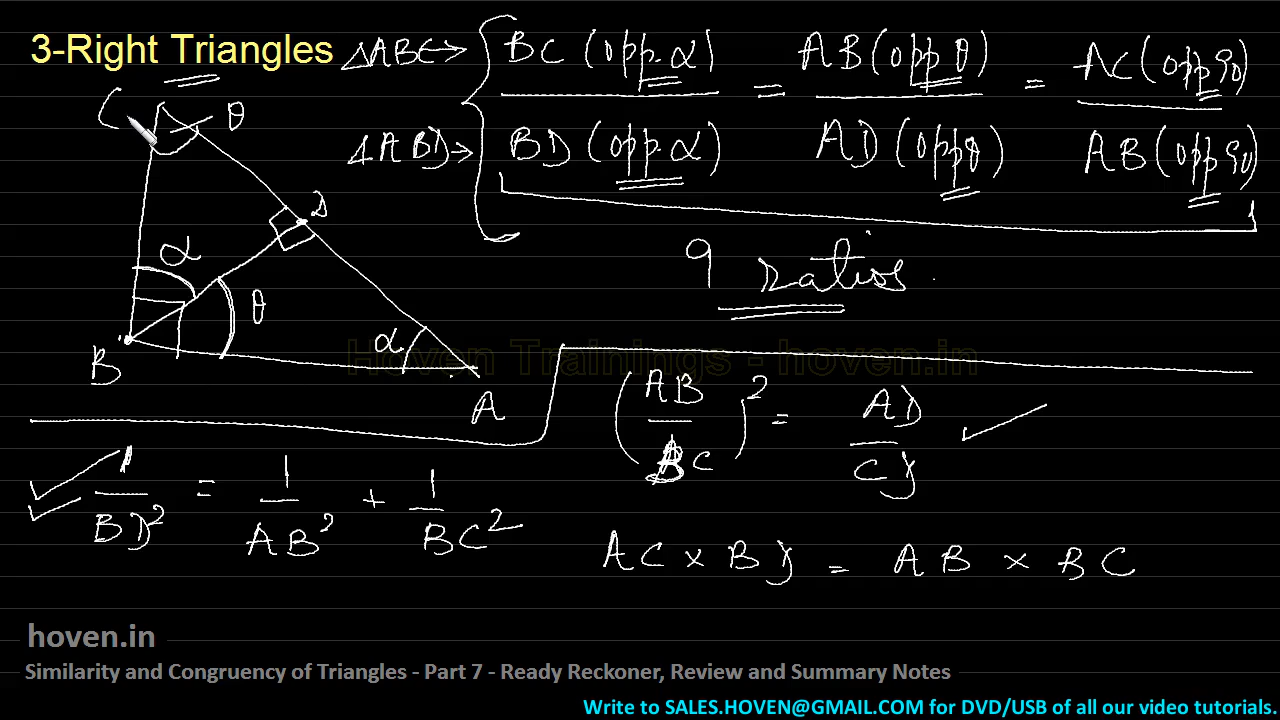 3-Right Triangles
△ABC→ { BC (opp. α) / BD (opp. α) = AB (opp θ) / AD (opp θ) = AC (opp 90) / AB (opp 90)
△ABD→
C θ
D
α
θ
α
B
A
9 ratios
Hoven Trainings - hoven.in
(AB / BC)² = AD / CD ✓
✓ 1 / BD² = 1 / AB² + 1 / BC²
AC × BD = AB × BC
hoven.in
Similarity and Congruency of Triangles - Part 7 - Ready Reckoner, Review and Summary Notes
Write to SALES.HOVEN@GMAIL.COM for DVD/USB of all our video tutorials.